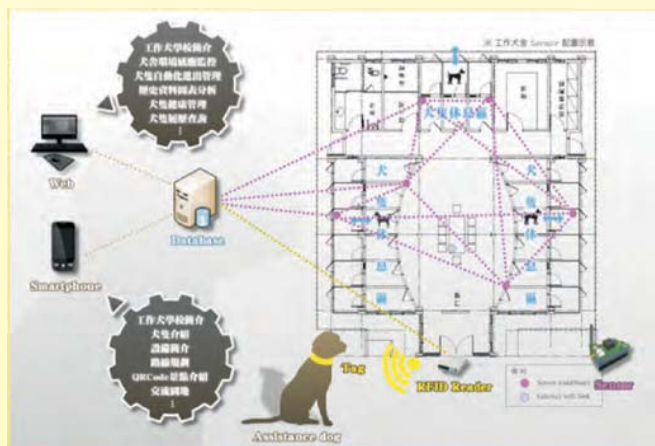 ※ 工作犬舍 Sensor 配置示意
工作犬學校簡介
犬舍環境感應監控
犬隻自動化進出管理
歷史資料圖表分析
犬隻健康管理
犬隻履歷查詢
Web
Database
Smartphone
犬隻休息區
犬隻休息區
犬隻休息區
工作犬學校簡介
犬隻介紹
設備簡介
路線規劃
QRCode景點介紹
交流園地
Tag
RFID Reader
Sensor
Assistance dog